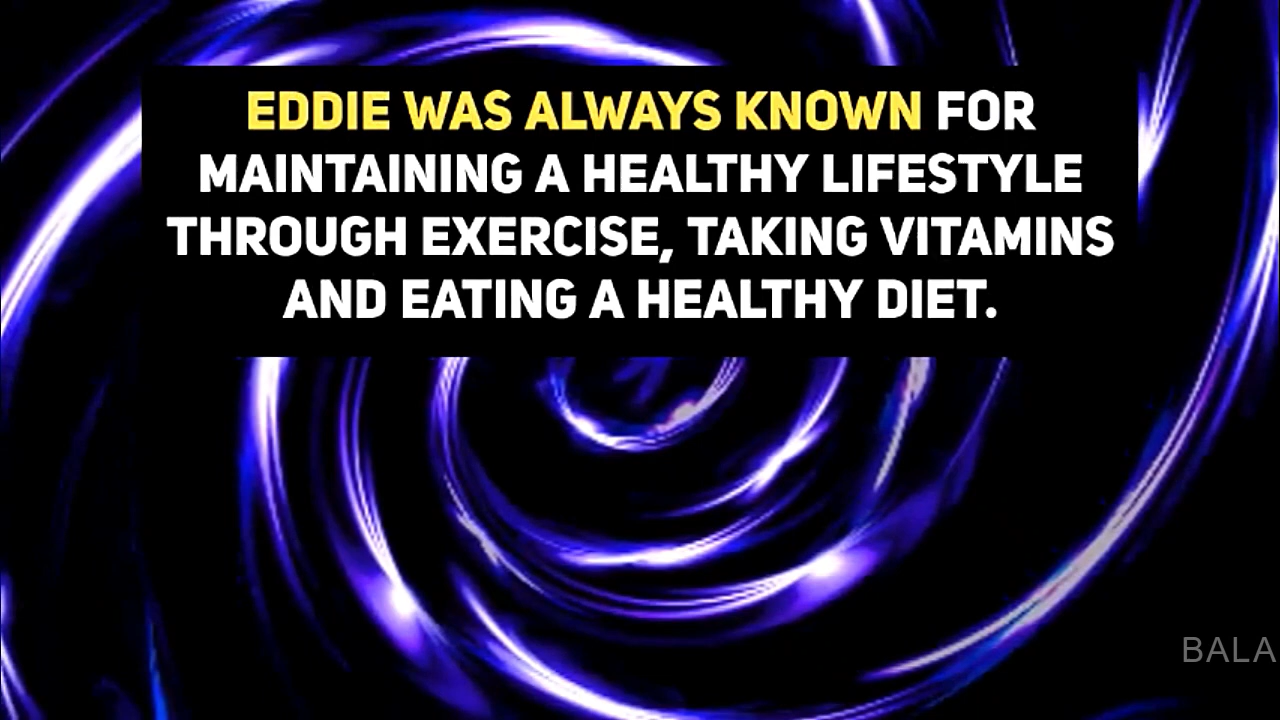 EDDIE WAS ALWAYS KNOWN FOR
MAINTAINING A HEALTHY LIFESTYLE
THROUGH EXERCISE, TAKING VITAMINS
AND EATING A HEALTHY DIET.
BALA